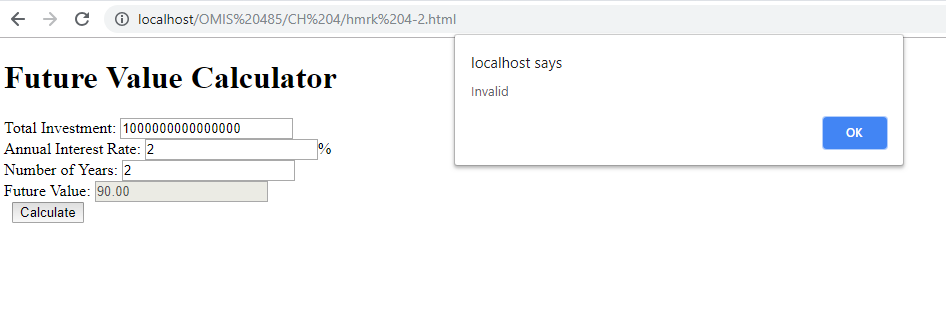 localhost/OMIS%20485/CH%204/hmrk%204-2.html
localhost says
Invalid
OK
Future Value Calculator
Total Investment: 1000000000000000
Annual Interest Rate: 2 %
Number of Years: 2
Future Value: 90.00
Calculate